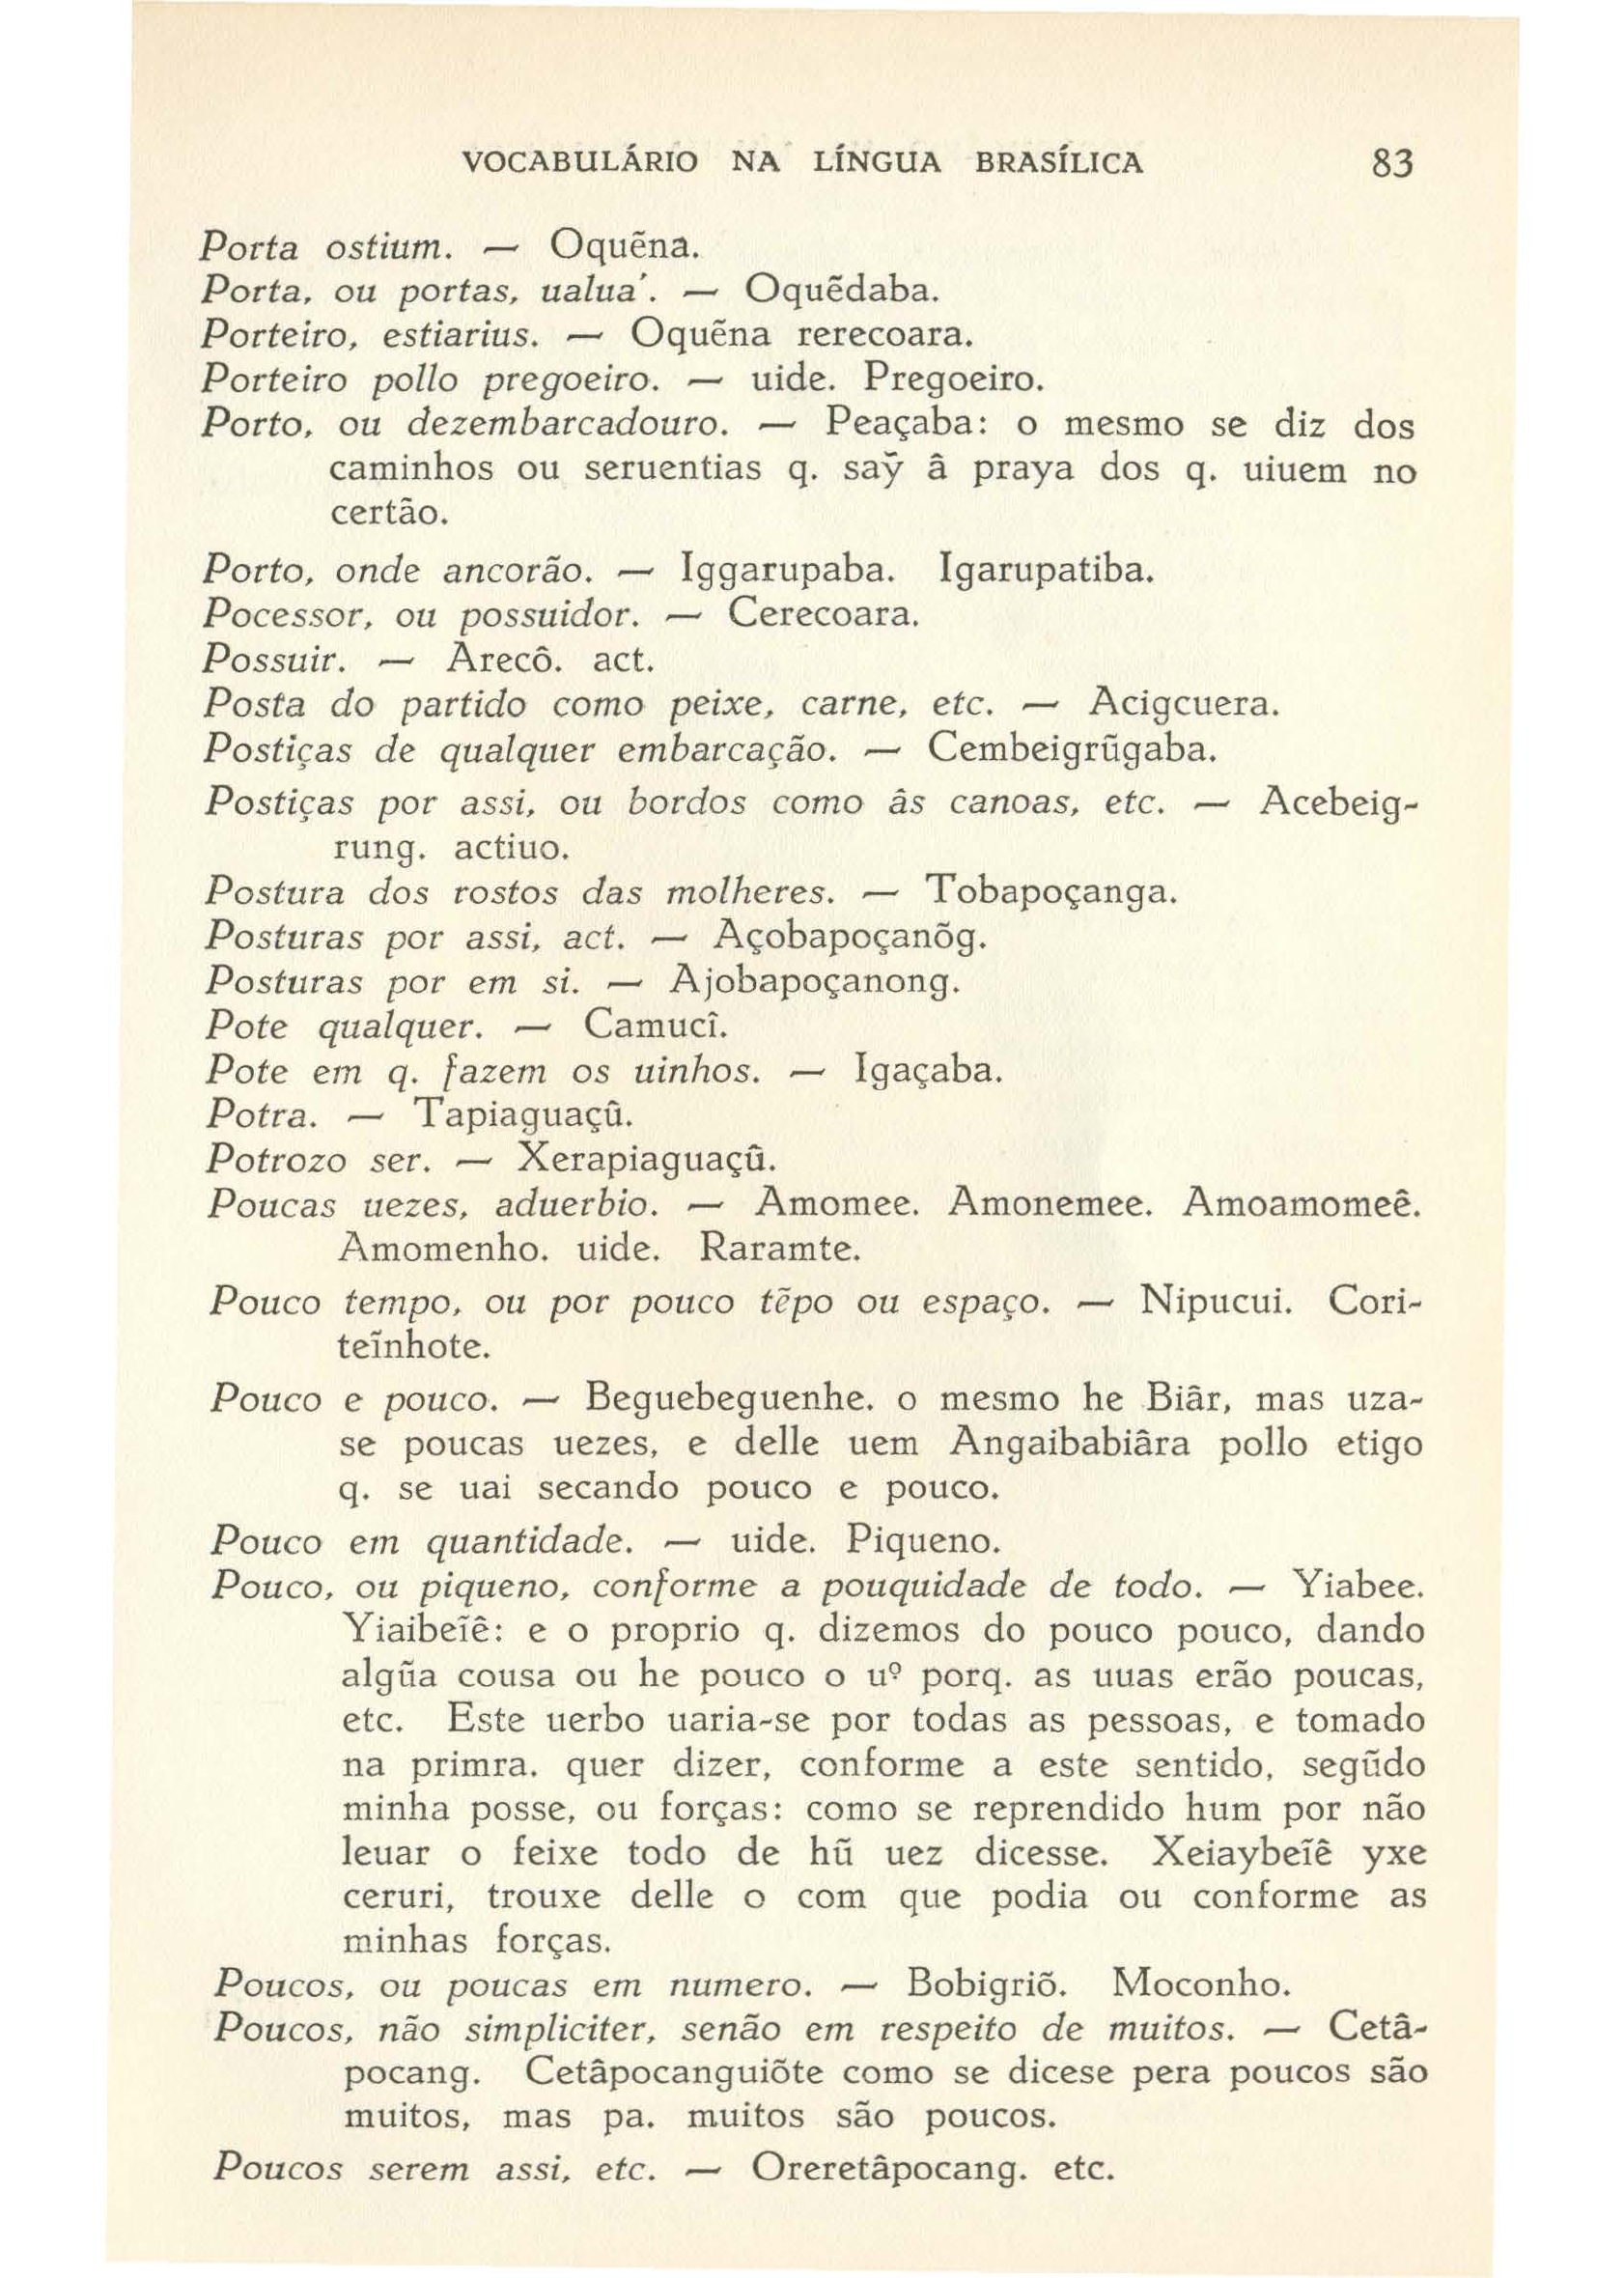 VOCABULÁRIO NA LÍNGUA BRASÍLICA 83
Porta ostium. — Oquẽna.
Porta, ou portas, ualua'. — Oquẽdaba.
Porteiro, estiarius. — Oquẽna rerecoara.
Porteiro pollo pregoeiro. — uide. Pregoeiro.
Porto, ou dezembarcadouro. — Peaçaba: o mesmo se diz dos
caminhos ou seruentias q. saỹ â praya dos q. uiuem no
certão.
Porto, onde ancorão. — Iggarupaba. Igarupatiba.
Pocessor, ou possuidor. — Cerecoara.
Possuir. — Arecô. act.
Posta do partido como peixe, carne, etc. — Acigcuera.
Postiças de qualquer embarcação. — Cembeigrũgaba.
Postiças por assi, ou bordos como âs canoas, etc. — Acebeig-
rung. actiuo.
Postura dos rostos das molheres. — Tobapoçanga.
Posturas por assi, act. — Açobapoçanõg.
Posturas por em si. — Ajobapoçanong.
Pote qualquer. — Camucî.
Pote em q. fazem os uinhos. — Igaçaba.
Potra. — Tapiaguaçû.
Potrozo ser. — Xerapiaguaçû.
Poucas uezes, aduerbio. — Amomee. Amonemee. Amoamomeê.
Amomenho. uide. Raramte.
Pouco tempo, ou por pouco tẽpo ou espaço. — Nipucui. Cori-
teĩnhote.
Pouco e pouco. — Beguebeguenhe. o mesmo he Biâr, mas uza-
se poucas uezes, e delle uem Angaibabiâra pollo etigo
q. se uai secando pouco e pouco.
Pouco em quantidade. — uide. Piqueno.
Pouco, ou piqueno, conforme a pouquidade de todo. — Yiabee.
Yiaibeĩê: e o proprio q. dizemos do pouco pouco, dando
algũa cousa ou he pouco o uº porq. as uuas erão poucas,
etc. Este uerbo uaria-se por todas as pessoas, e tomado
na primra. quer dizer, conforme a este sentido, segũdo
minha posse, ou forças: como se reprendido hum por não
leuar o feixe todo de hũ uez dicesse. Xeiaybeĩê yxe
ceruri, trouxe delle o com que podia ou conforme as
minhas forças.
Poucos, ou poucas em numero. — Bobigriõ. Moconho.
Poucos, não simpliciter, senão em respeito de muitos. — Cetâ-
pocang. Cetâpocanguiõte como se dicese pera poucos são
muitos, mas pa. muitos são poucos.
Poucos serem assi, etc. — Oreretâpocang. etc.